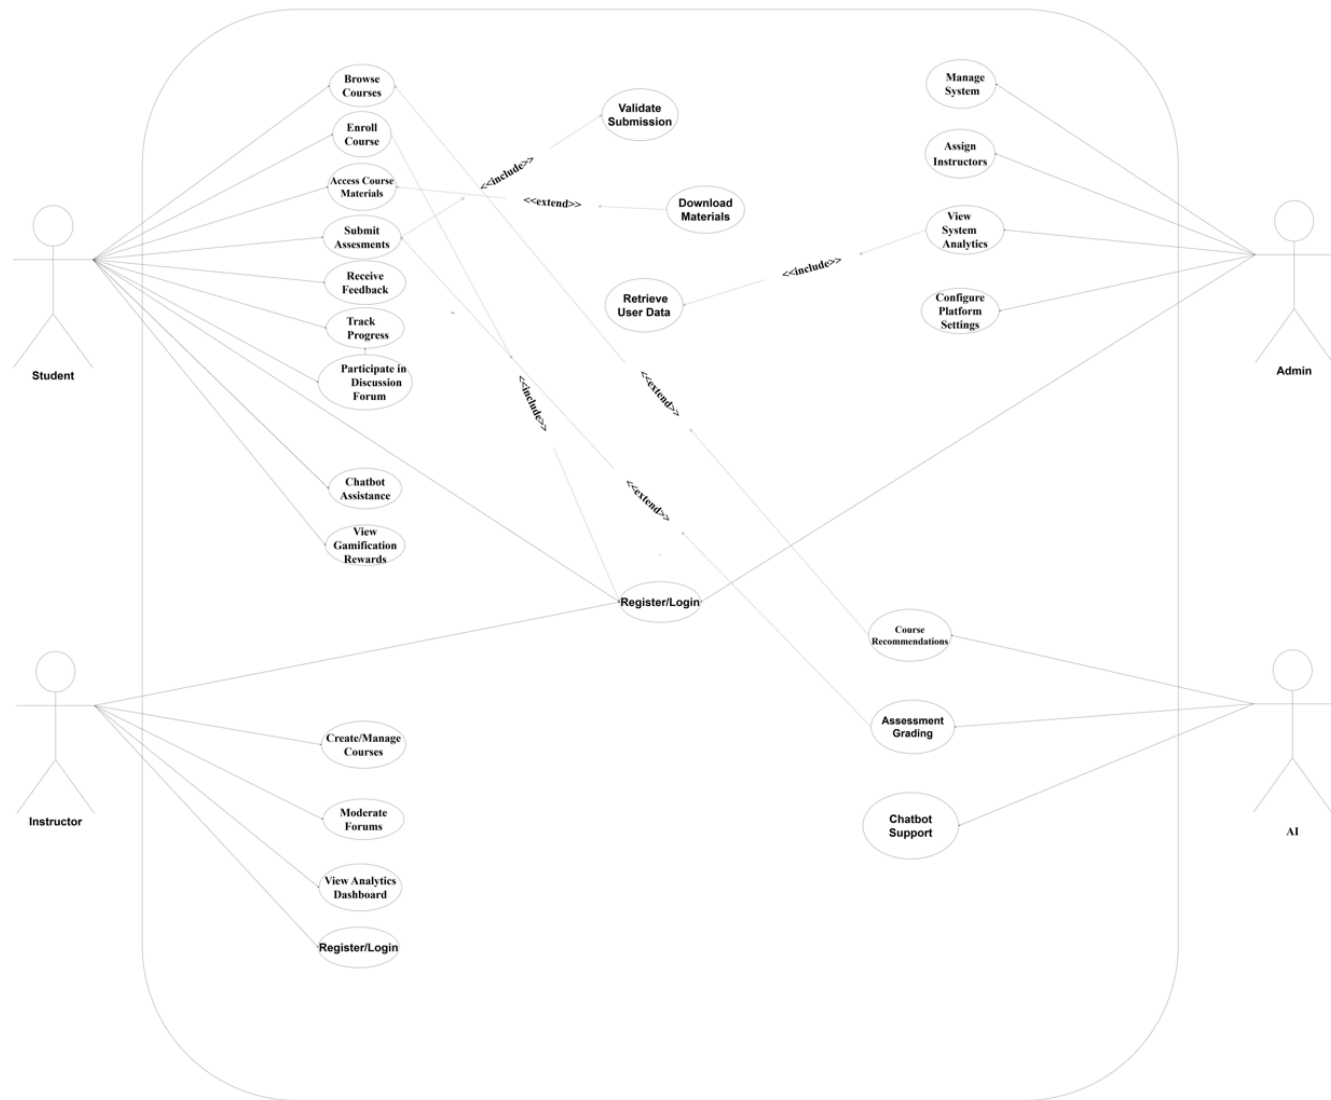 Browse
Courses
Enroll
Course
Access Course
Materials
Submit
Assesments
Receive
Feedback
Track
Progress
Participate in
Discussion
Forum
Chatbot
Assistance
View
Gamification
Rewards
Student
Validate
Submission
<<include>>
<<extend>>
Download
Materials
Retrieve
User Data
<<include>>
<<include>>
<<extend>>
<<extend>>
Register/Login
Manage
System
Assign
Instructors
View
System
Analytics
Configure
Platform
Settings
Admin
Instructor
Create/Manage
Courses
Moderate
Forums
View Analytics
Dashboard
Register/Login
Course
Recommendations
Assessment
Grading
Chatbot
Support
AI